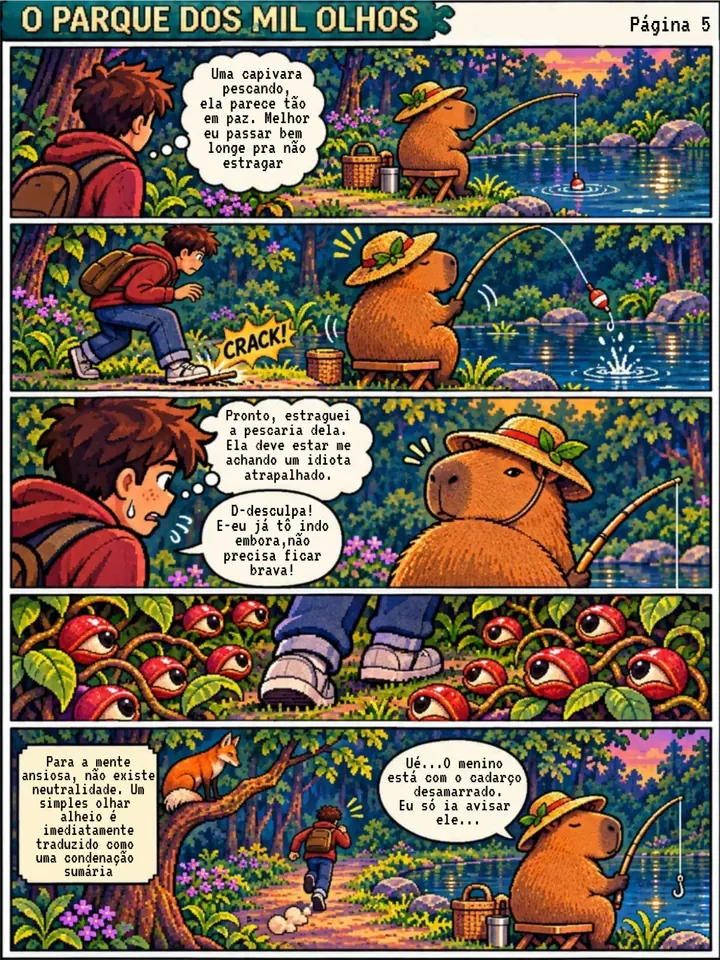 O PARQUE DOS MIL OLHOS
Página 5
Uma capivara
pescando,
ela parece tão
em paz. Melhor
eu passar bem
longe pra não
estragar
CRACK!
Pronto, estraguei
a pescaria dela.
Ela deve estar me
achando um idiota
atrapalhado.
D-desculpa!
E-eu já tô indo
embora,não
precisa ficar
brava!
Para a mente
ansiosa, não existe
neutralidade. Um
simples olhar
alheio é
imediatamente
traduzido como
uma condenação
sumária
Ué...O menino
está com o cadarço
desamarrado.
Eu só ia avisar
ele...